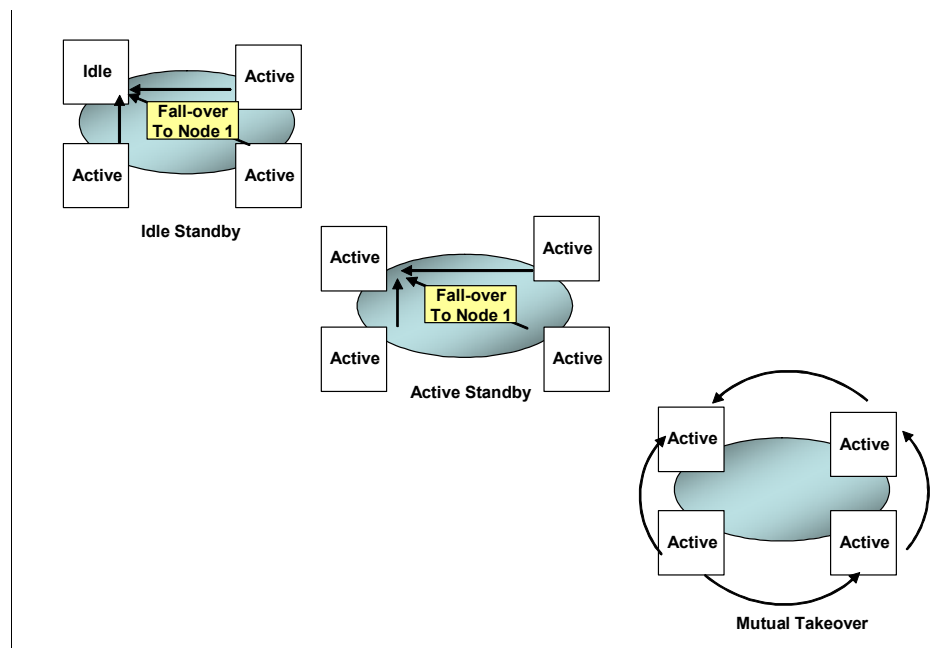 Idle
Active
Fall-over
To Node 1
Active
Active
Idle Standby
Active
Active
Fall-over
To Node 1
Active
Active
Active Standby
Active
Active
Active
Active
Mutual Takeover